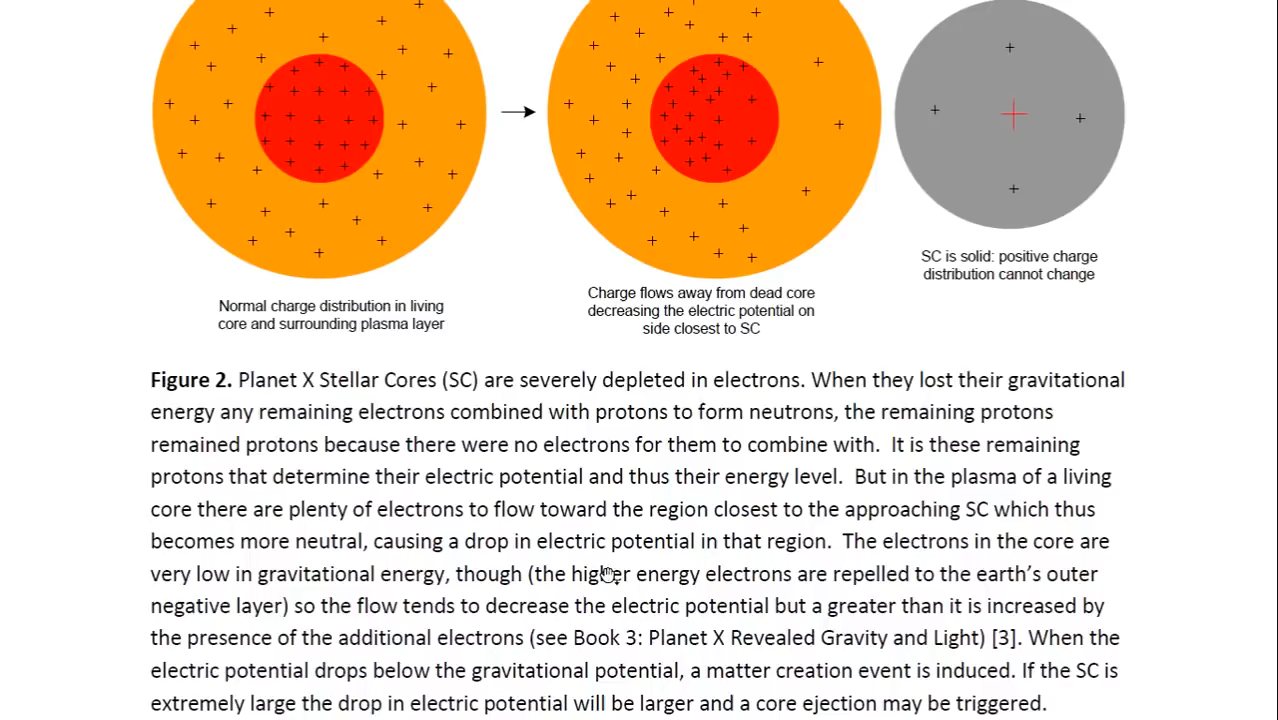 Normal charge distribution in living
core and surrounding plasma layer
Charge flows away from dead core
decreasing the electric potential on
side closest to SC
SC is solid: positive charge
distribution cannot change
Figure 2. Planet X Stellar Cores (SC) are severely depleted in electrons. When they lost their gravitational
energy any remaining electrons combined with protons to form neutrons, the remaining protons
remained protons because there were no electrons for them to combine with.  It is these remaining
protons that determine their electric potential and thus their energy level.  But in the plasma of a living
core there are plenty of electrons to flow toward the region closest to the approaching SC which thus
becomes more neutral, causing a drop in electric potential in that region.  The electrons in the core are
very low in gravitational energy, though (the higher energy electrons are repelled to the earth's outer
negative layer) so the flow tends to decrease the electric potential but a greater than it is increased by
the presence of the additional electrons (see Book 3: Planet X Revealed Gravity and Light) [3]. When the
electric potential drops below the gravitational potential, a matter creation event is induced. If the SC is
extremely large the drop in electric potential will be larger and a core ejection may be triggered.